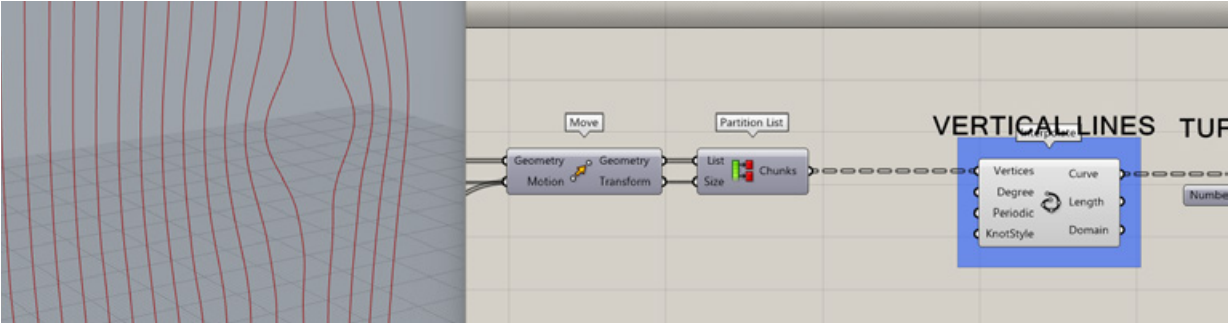 VERTICAL LINES
TUR
Move
Partition List
Interpolate
Geometry
Motion
Geometry
Transform
List
Size
Chunks
Vertices
Degree
Periodic
KnotStyle
Curve
Length
Domain
Numbe